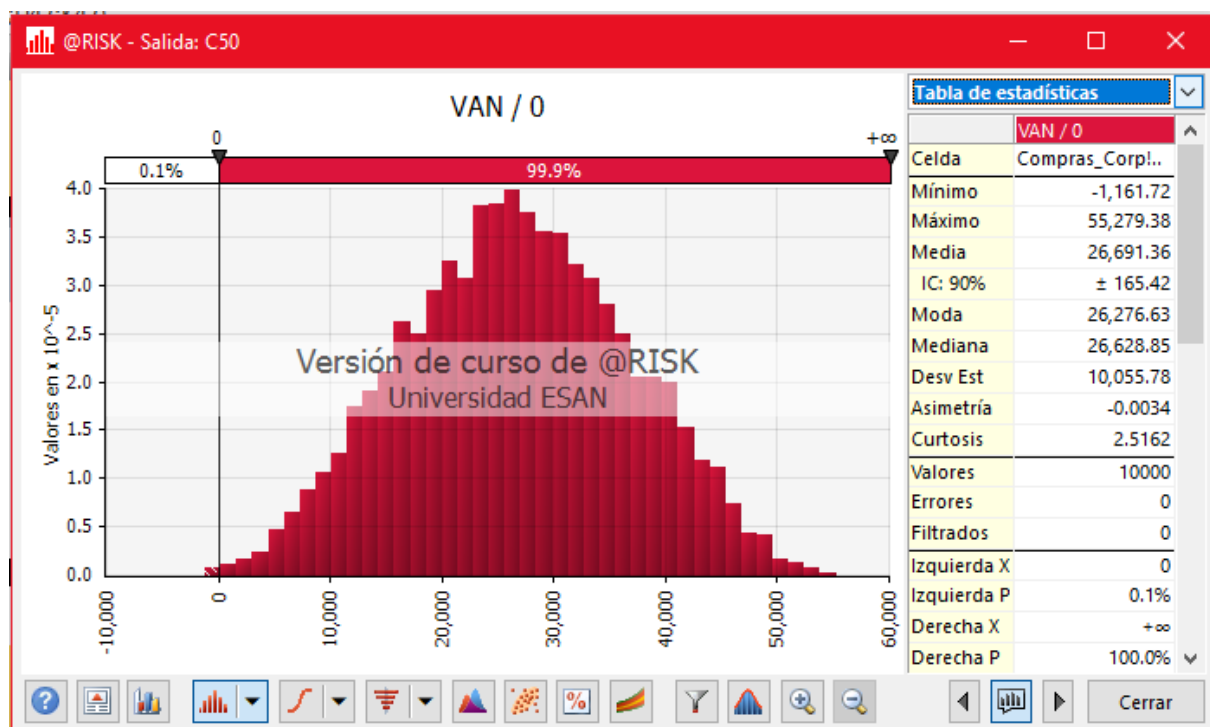 @RISK - Salida: C50
VAN / 0
0
+∞
0.1%
99.9%
4.0
3.5
3.0
2.5
2.0
1.5
1.0
0.5
0.0
Valores en x 10^-5
-10,000
0
10,000
20,000
30,000
40,000
50,000
60,000
Versión de curso de @RISK
Universidad ESAN
Tabla de estadísticas
VAN / 0
Celda Compras_Corp!..
Mínimo -1,161.72
Máximo 55,279.38
Media 26,691.36
IC: 90% ± 165.42
Moda 26,276.63
Mediana 26,628.85
Desv Est 10,055.78
Asimetría -0.0034
Curtosis 2.5162
Valores 10000
Errores 0
Filtrados 0
Izquierda X 0
Izquierda P 0.1%
Derecha X +∞
Derecha P 100.0%
Cerrar